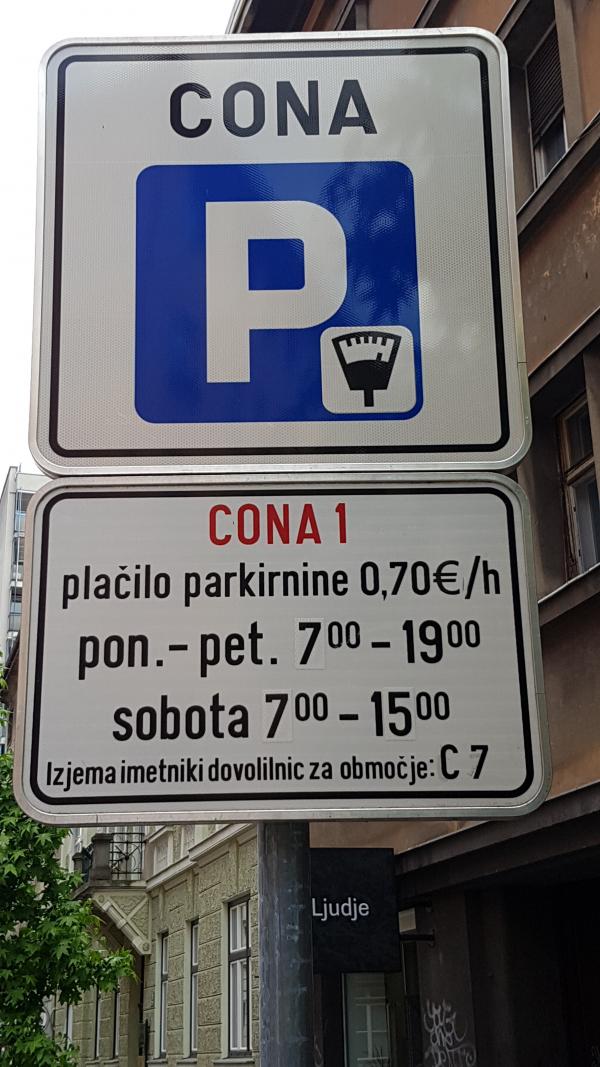 CONA
P
CONA 1
plačilo parkirnine 0,70€/h
pon.- pet. 7⁰⁰ - 19⁰⁰
sobota 7⁰⁰ - 15⁰⁰
Izjema imetniki dovolilnic za območje: C 7
Ljudje